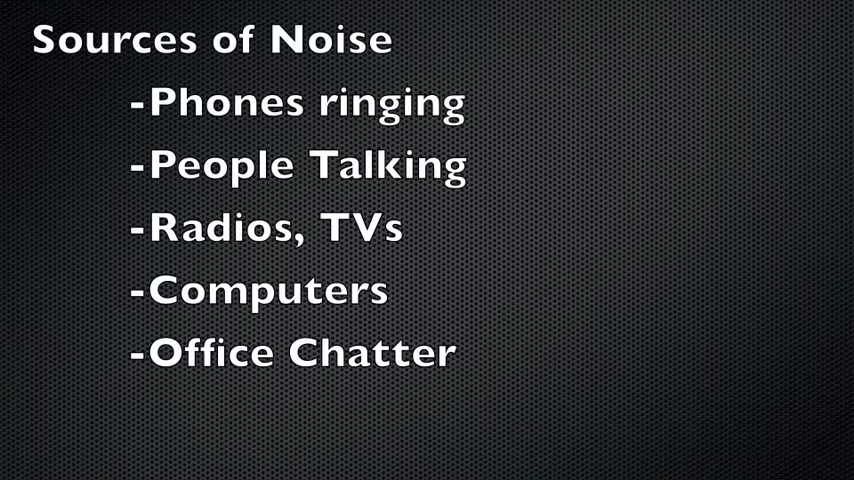 Sources of Noise
-Phones ringing
-People Talking
-Radios, TVs
-Computers
-Office Chatter